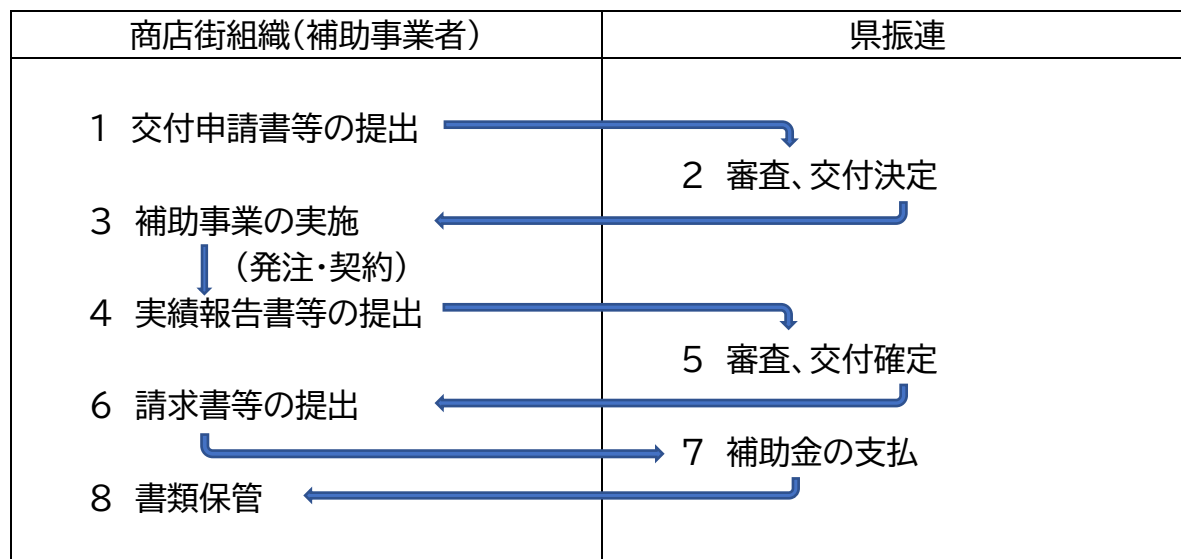 商店街組織(補助事業者)
県振連
1 交付申請書等の提出
2 審査、交付決定
3 補助事業の実施
(発注・契約)
4 実績報告書等の提出
5 審査、交付確定
6 請求書等の提出
7 補助金の支払
8 書類保管